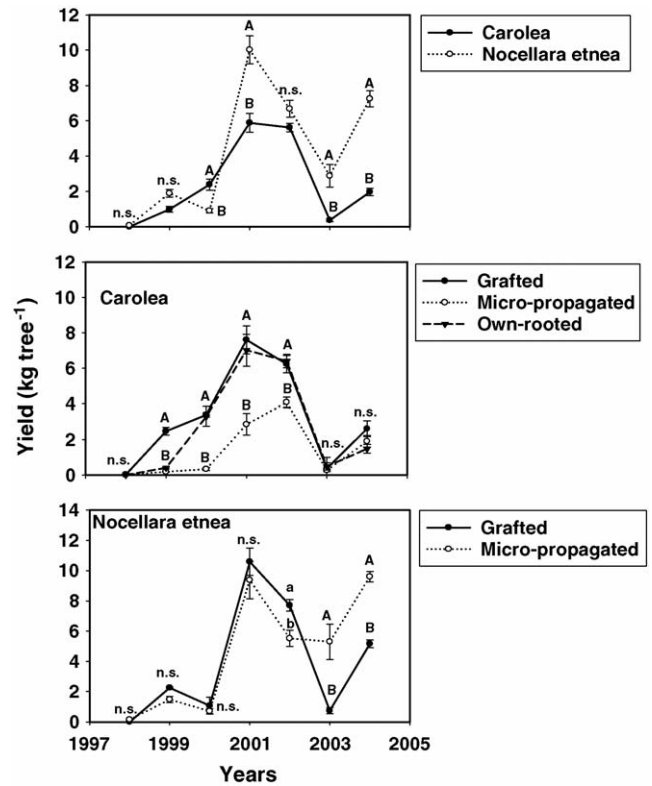 12
10
8
6
4
2
0
n.s.
n.s.
A
B
A
B
n.s.
A
B
A
B
Carolea
Nocellara etnea
Yield (kg tree⁻¹)
12
10
8
6
4
2
0
Carolea
n.s.
A
B
A
B
A
B
A
B
n.s.
n.s.
Grafted
Micro-propagated
Own-rooted
14
12
10
8
6
4
2
0
Nocellara etnea
n.s.
n.s.
n.s.
n.s.
a
b
A
B
A
B
Grafted
Micro-propagated
1997 1999 2001 2003 2005
Years